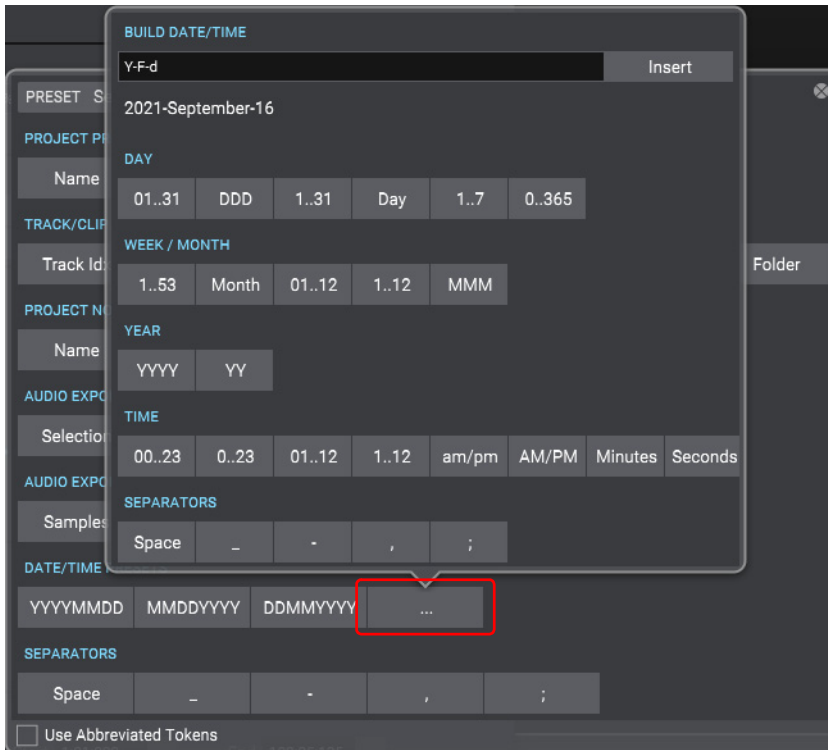 BUILD DATE/TIME
Y-F-d Insert
2021-September-16
DAY
01..31 DDD 1..31 Day 1..7 0..365
WEEK / MONTH
1..53 Month 01..12 1..12 MMM
YEAR
YYYY YY
TIME
00..23 0..23 01..12 1..12 am/pm AM/PM Minutes Seconds
SEPARATORS
Space _ - , ;
PRESET
PROJECT
Name
TRACK/CLIP
Track Folder
PROJECT
Name
AUDIO
Selection
AUDIO
Samples
DATE/TIME
YYYYMMDD MMDDYYYY DDMMYYYY ...
SEPARATORS
Space _ - , ;
Use Abbreviated Tokens